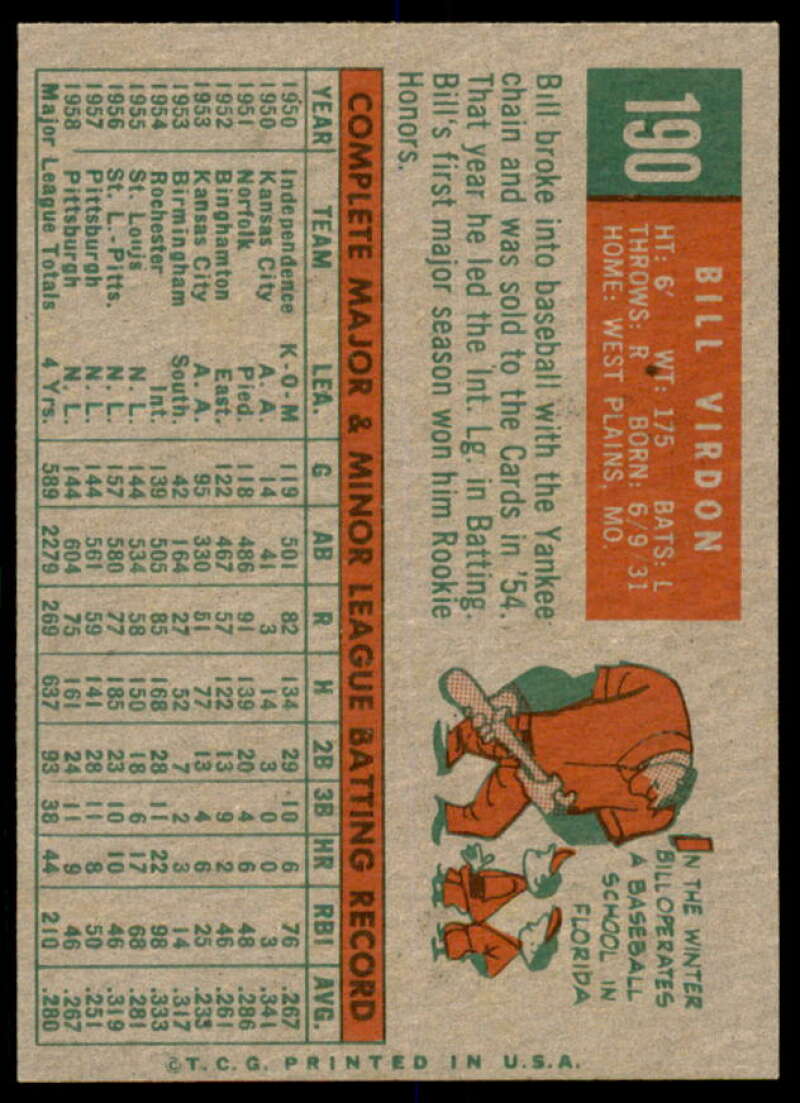 190
BILL VIRDON
HT: 6' WT: 175 BATS: L
THROWS: R BORN: 6/9/31
HOME: WEST PLAINS, MO.
Bill broke into baseball with the Yankee
chain and was sold to the Cards in '54.
That year he led the Int. Lg. in Batting.
Bill's first major season won him Rookie
Honors.
IN THE WINTER
BILL OPERATES
A BASEBALL
SCHOOL IN
FLORIDA
COMPLETE MAJOR & MINOR LEAGUE BATTING RECORD
YEAR TEAM LEA. G AB R H 2B 3B HR RBI AVG.
1950 Independence K-O-M 119 501 82 134 29 10 6 76 .267
1950 Kansas City A. A. 14 41 3 14 3 0 0 3 .341
1951 Norfolk Pied. 118 486 91 139 20 4 6 48 .286
1952 Binghamton East. 122 467 57 122 13 9 2 46 .261
1953 Kansas City A. A. 95 330 51 77 13 4 6 25 .233
1953 Birmingham South. 42 164 27 52 7 2 3 14 .317
1954 Rochester Int. 139 505 85 168 28 11 22 98 .333
1955 St. Louis N. L. 144 534 58 150 18 6 17 68 .281
1956 St. L.-Pitts. N. L. 157 580 77 185 23 10 10 46 .319
1957 Pittsburgh N. L. 144 561 59 141 28 11 8 50 .251
1958 Pittsburgh N. L. 144 604 75 161 24 11 9 46 .267
Major League Totals 4 Yrs. 589 2279 269 637 93 38 44 210 .280
©T.C.G. PRINTED IN U.S.A.